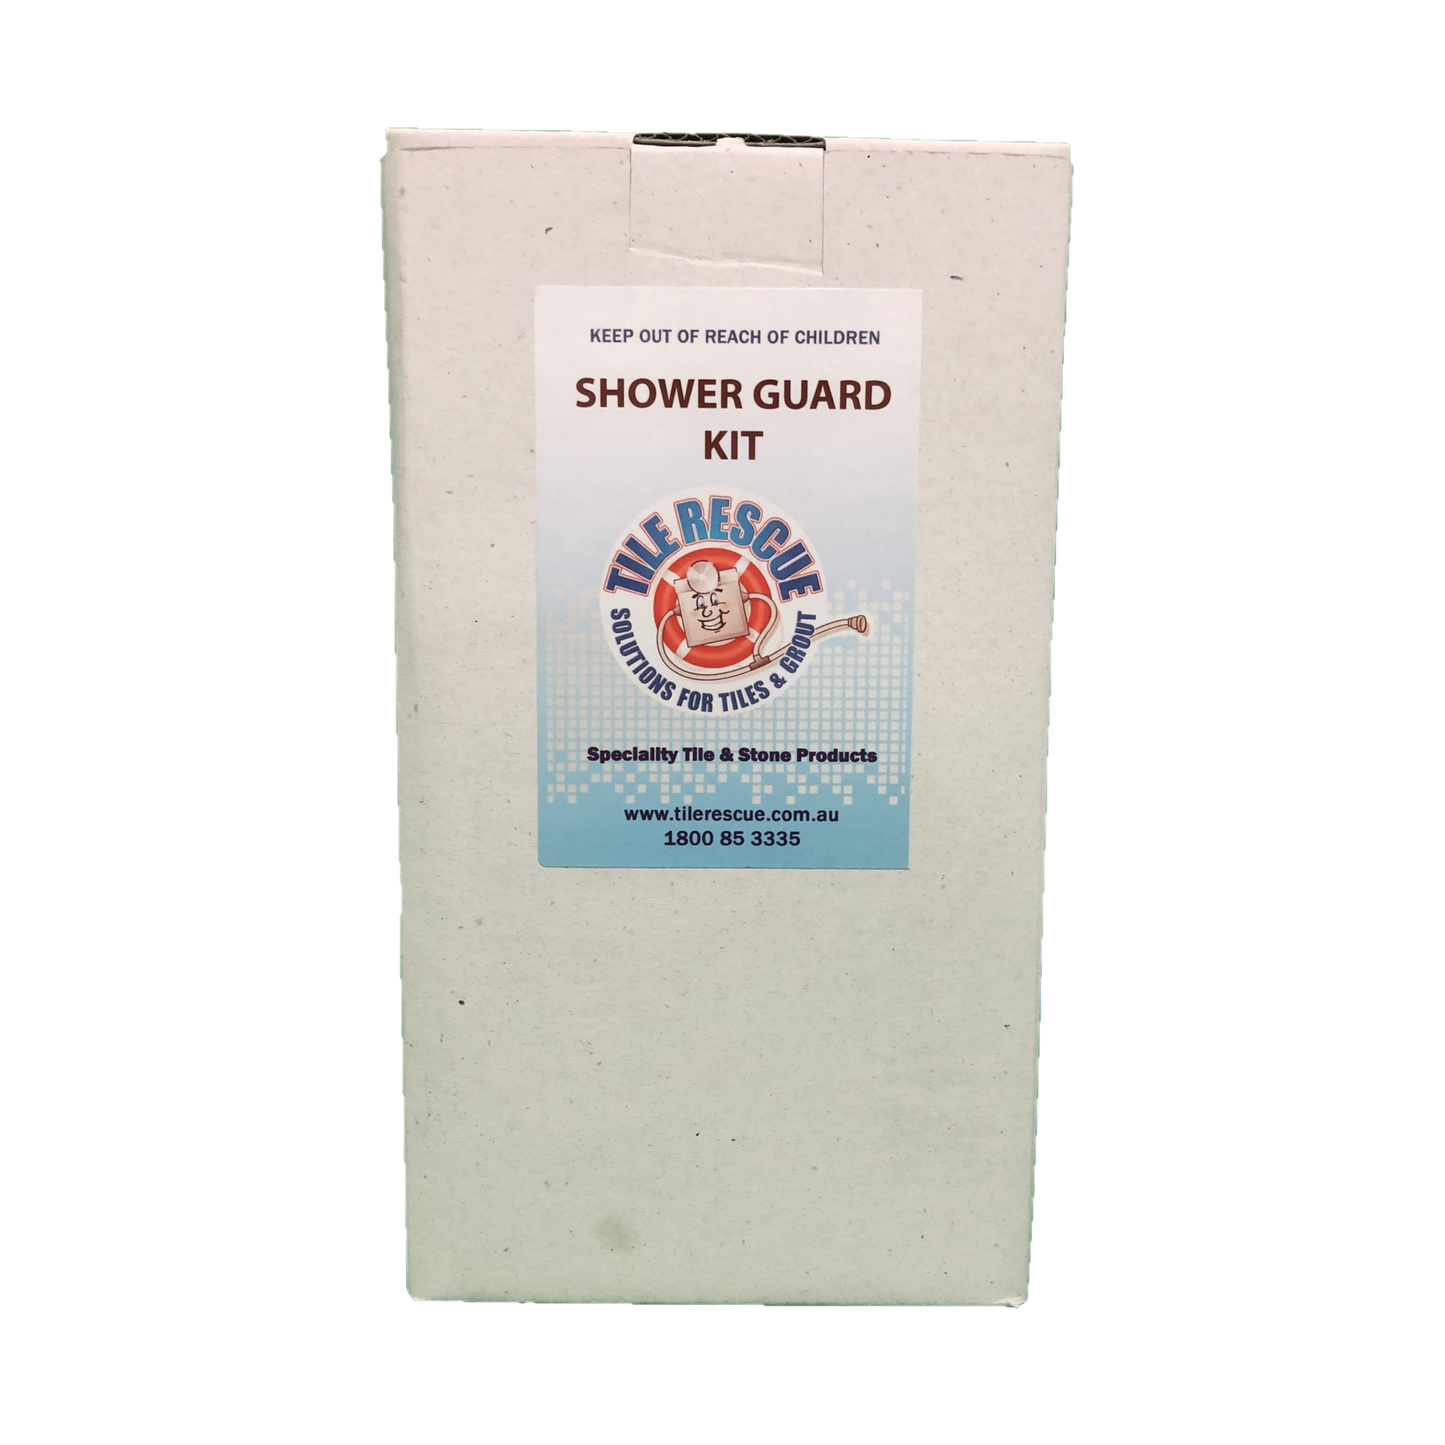 KEEP OUT OF REACH OF CHILDREN
SHOWER GUARD
KIT
TILE RESCUE
SOLUTIONS FOR TILES & GROUT
Speciality Tile & Stone Products
www.tilerescue.com.au
1800 85 3335